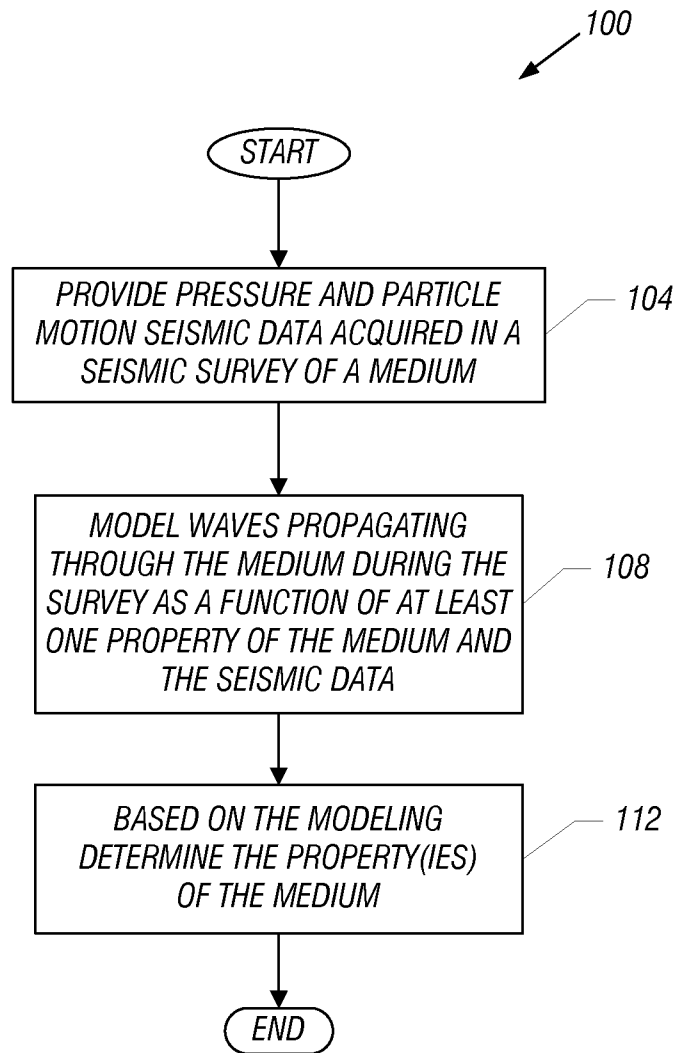 100
START
PROVIDE PRESSURE AND PARTICLE
MOTION SEISMIC DATA ACQUIRED IN A
SEISMIC SURVEY OF A MEDIUM
104
MODEL WAVES PROPAGATING
THROUGH THE MEDIUM DURING THE
SURVEY AS A FUNCTION OF AT LEAST
ONE PROPERTY OF THE MEDIUM AND
THE SEISMIC DATA
108
BASED ON THE MODELING
DETERMINE THE PROPERTY(IES)
OF THE MEDIUM
112
END